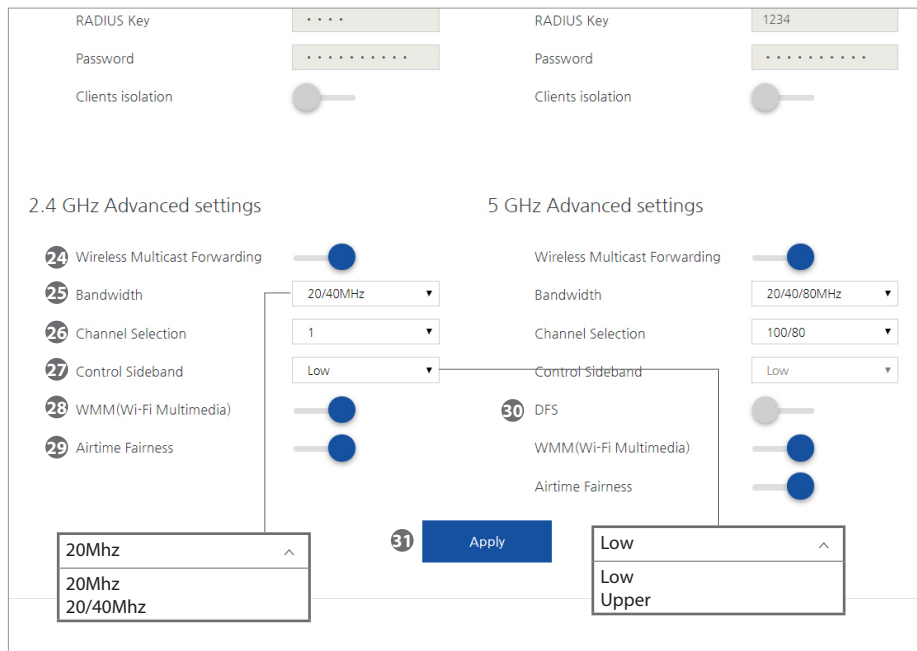 RADIUS Key • • • • RADIUS Key 1234
Password • • • • • • • • • • Password • • • • • • • • • •
Clients isolation Clients isolation
2.4 GHz Advanced settings 5 GHz Advanced settings
24 Wireless Multicast Forwarding Wireless Multicast Forwarding
25 Bandwidth 20/40MHz Bandwidth 20/40/80MHz
26 Channel Selection 1 Channel Selection 100/80
27 Control Sideband Low Control Sideband Low
28 WMM(Wi-Fi Multimedia) 30 DFS
29 Airtime Fairness WMM(Wi-Fi Multimedia)
Airtime Fairness
31 Apply
20Mhz
20Mhz
20/40Mhz
Low
Low
Upper